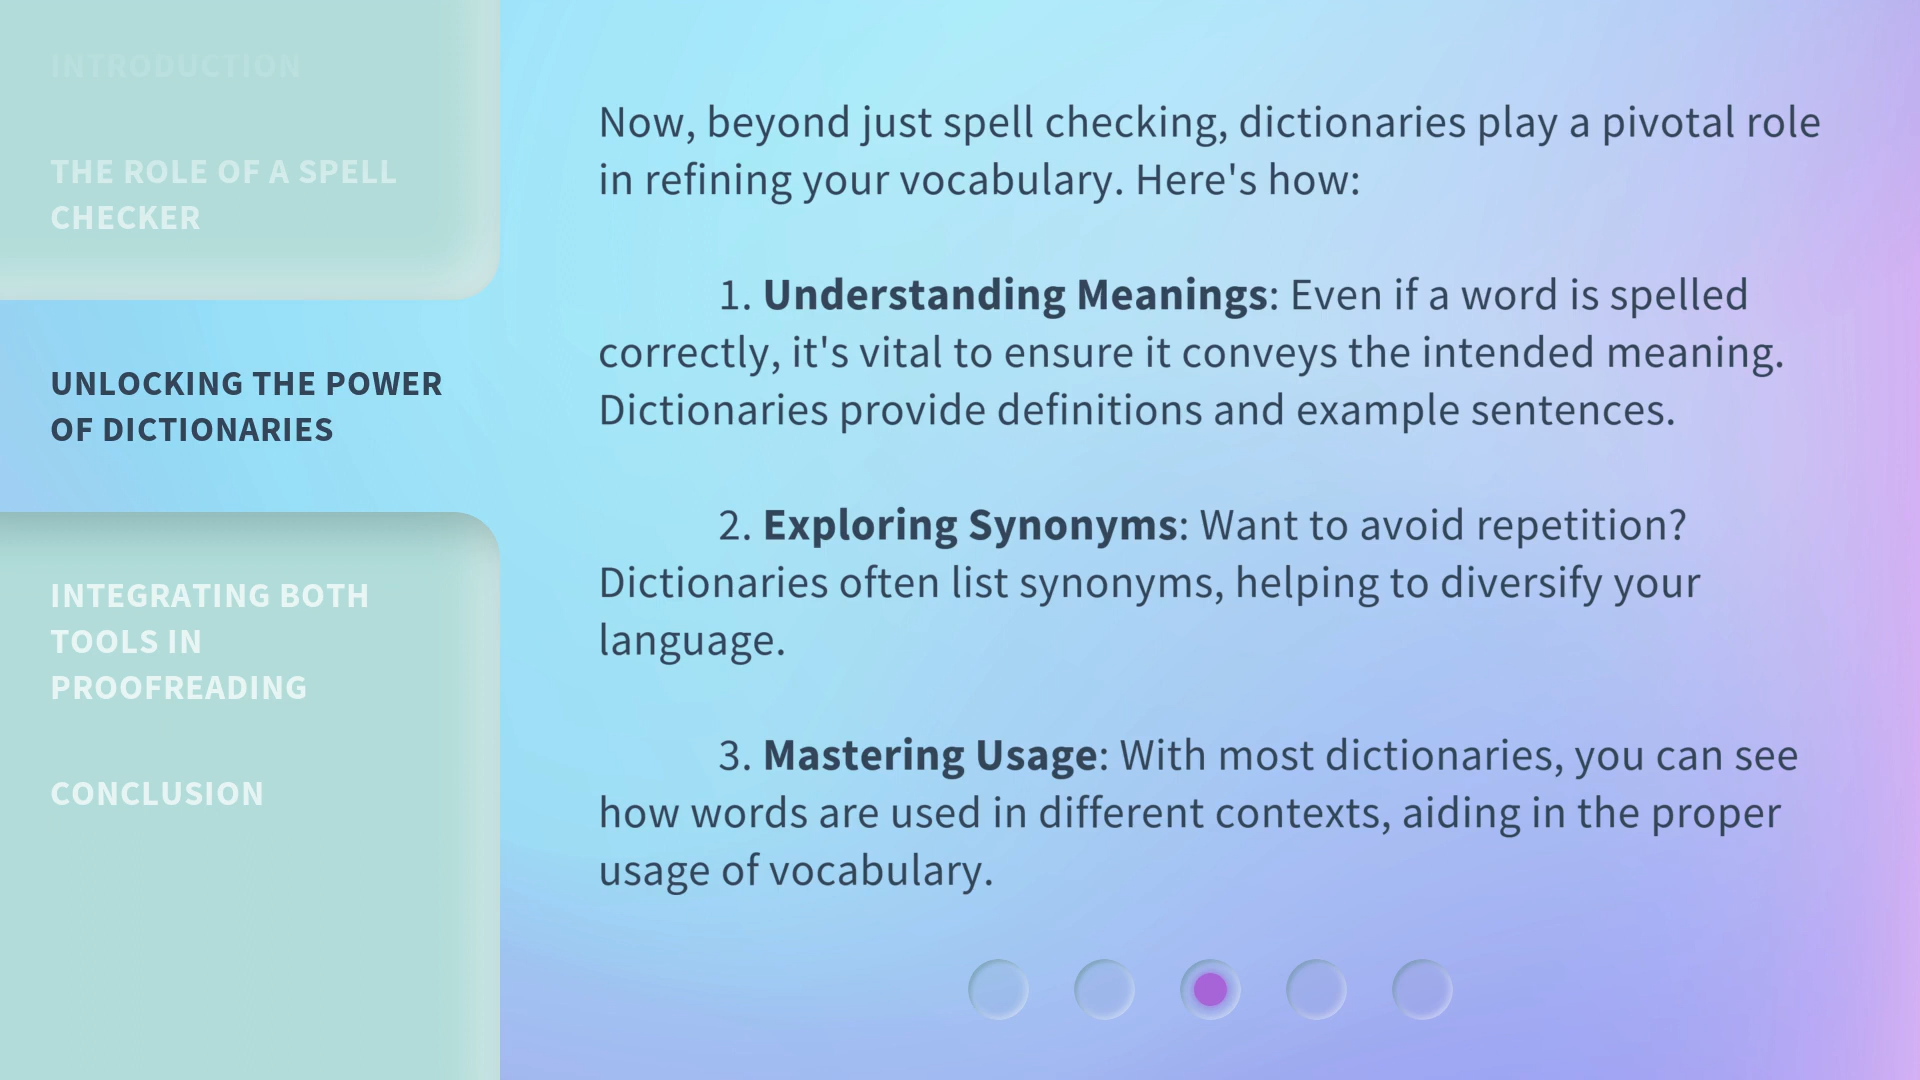 INTRODUCTION
THE ROLE OF A SPELL
CHECKER
UNLOCKING THE POWER
OF DICTIONARIES
INTEGRATING BOTH
TOOLS IN
PROOFREADING
CONCLUSION
Now, beyond just spell checking, dictionaries play a pivotal role
in refining your vocabulary. Here's how:
1. Understanding Meanings: Even if a word is spelled
correctly, it's vital to ensure it conveys the intended meaning.
Dictionaries provide definitions and example sentences.
2. Exploring Synonyms: Want to avoid repetition?
Dictionaries often list synonyms, helping to diversify your
language.
3. Mastering Usage: With most dictionaries, you can see
how words are used in different contexts, aiding in the proper
usage of vocabulary.